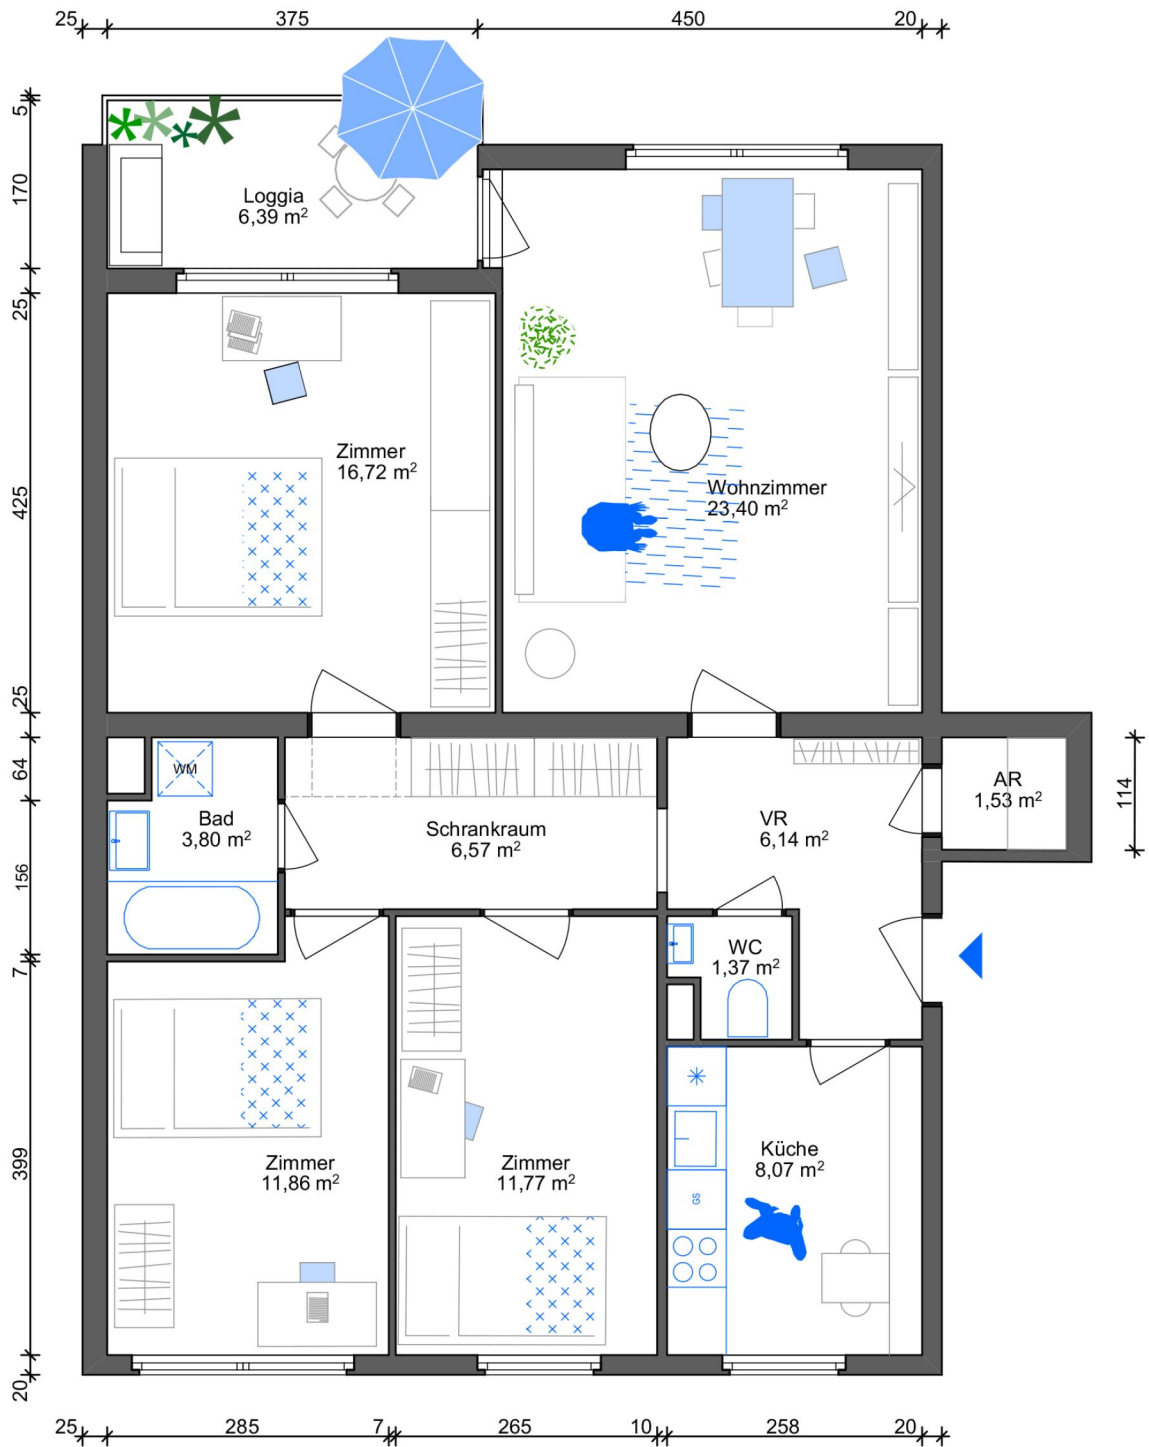 25
375
450
20
5
170
25
425
25
64
156
7
399
20
Loggia
6,39 m²
Zimmer
16,72 m²
Wohnzimmer
23,40 m²
WM
Bad
3,80 m²
Schrankraum
6,57 m²
VR
6,14 m²
AR
1,53 m²
114
WC
1,37 m²
Zimmer
11,86 m²
Zimmer
11,77 m²
Küche
8,07 m²
GS
25
285
7
265
10
258
20